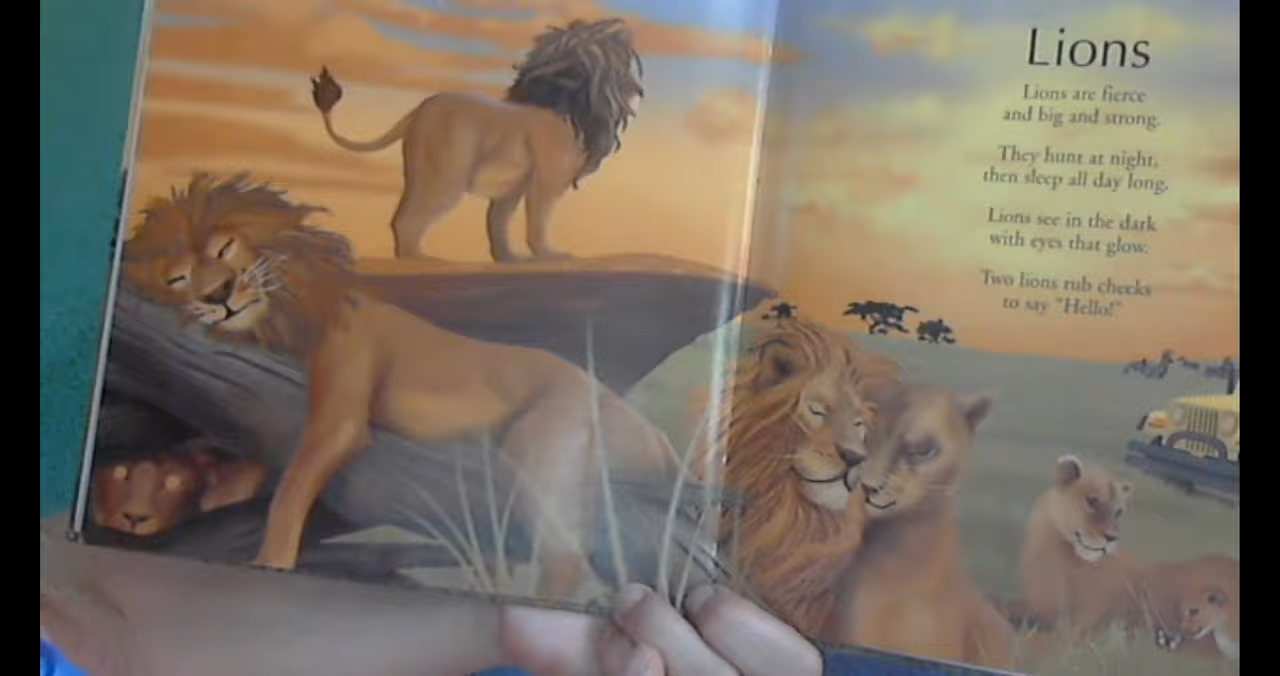 Lions
Lions are fierce
and big and strong.
They hunt at night,
then sleep all day long.
Lions see in the dark
with eyes that glow.
Two lions rub cheeks
to say "Hello!"